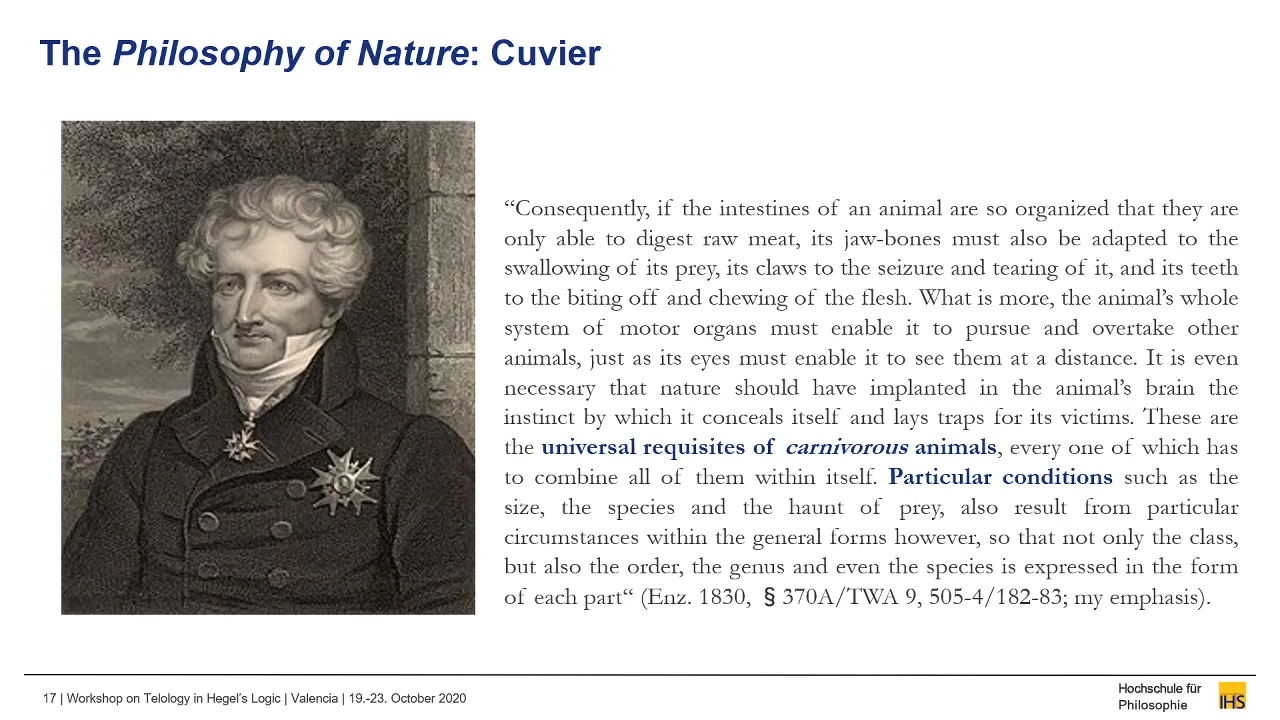 The Philosophy of Nature: Cuvier
“Consequently, if the intestines of an animal are so organized that they are
only able to digest raw meat, its jaw-bones must also be adapted to the
swallowing of its prey, its claws to the seizure and tearing of it, and its teeth
to the biting off and chewing of the flesh. What is more, the animal’s whole
system of motor organs must enable it to pursue and overtake other
animals, just as its eyes must enable it to see them at a distance. It is even
necessary that nature should have implanted in the animal’s brain the
instinct by which it conceals itself and lays traps for its victims. These are
the universal requisites of carnivorous animals, every one of which has
to combine all of them within itself. Particular conditions such as the
size, the species and the haunt of prey, also result from particular
circumstances within the general forms however, so that not only the class,
but also the order, the genus and even the species is expressed in the form
of each part“ (Enz. 1830, § 370A/TWA 9, 505-4/182-83; my emphasis).
17 | Workshop on Telology in Hegel’s Logic | Valencia | 19.-23. October 2020
Hochschule für
Philosophie
IHS